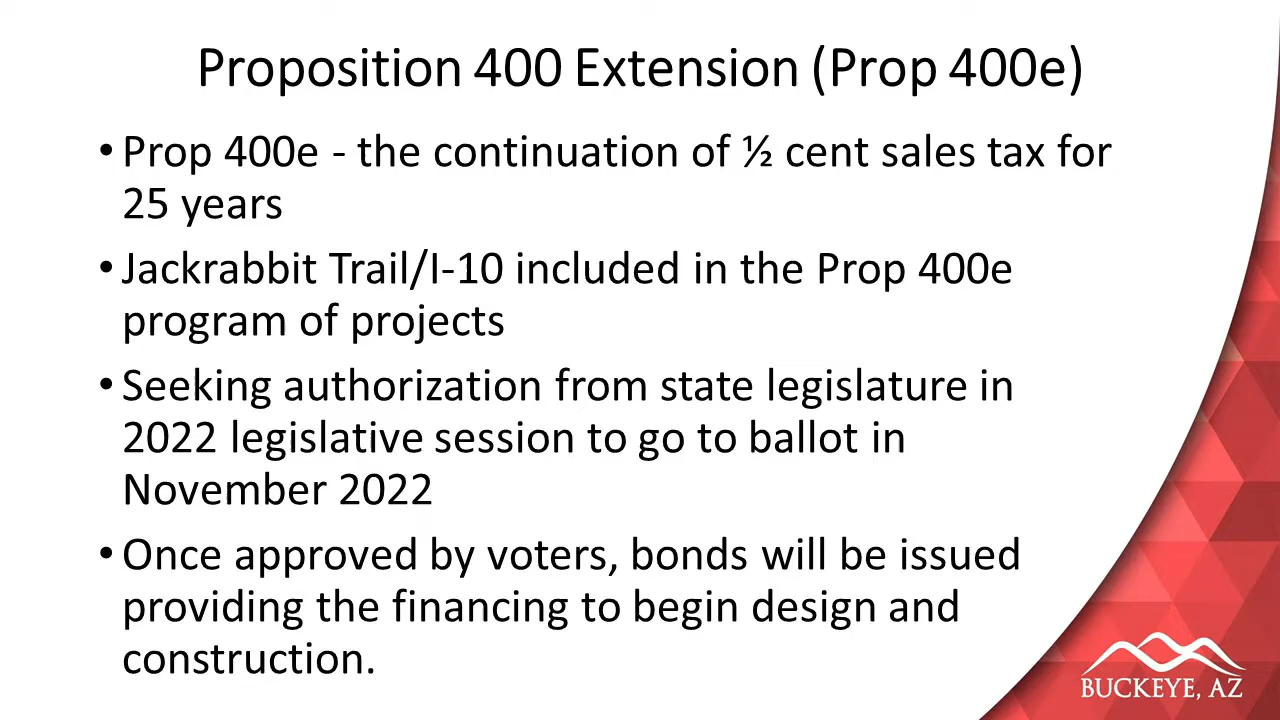 Proposition 400 Extension (Prop 400e)
• Prop 400e - the continuation of ½ cent sales tax for
25 years
• Jackrabbit Trail/I-10 included in the Prop 400e
program of projects
• Seeking authorization from state legislature in
2022 legislative session to go to ballot in
November 2022
• Once approved by voters, bonds will be issued
providing the financing to begin design and
construction.
BUCKEYE, AZ